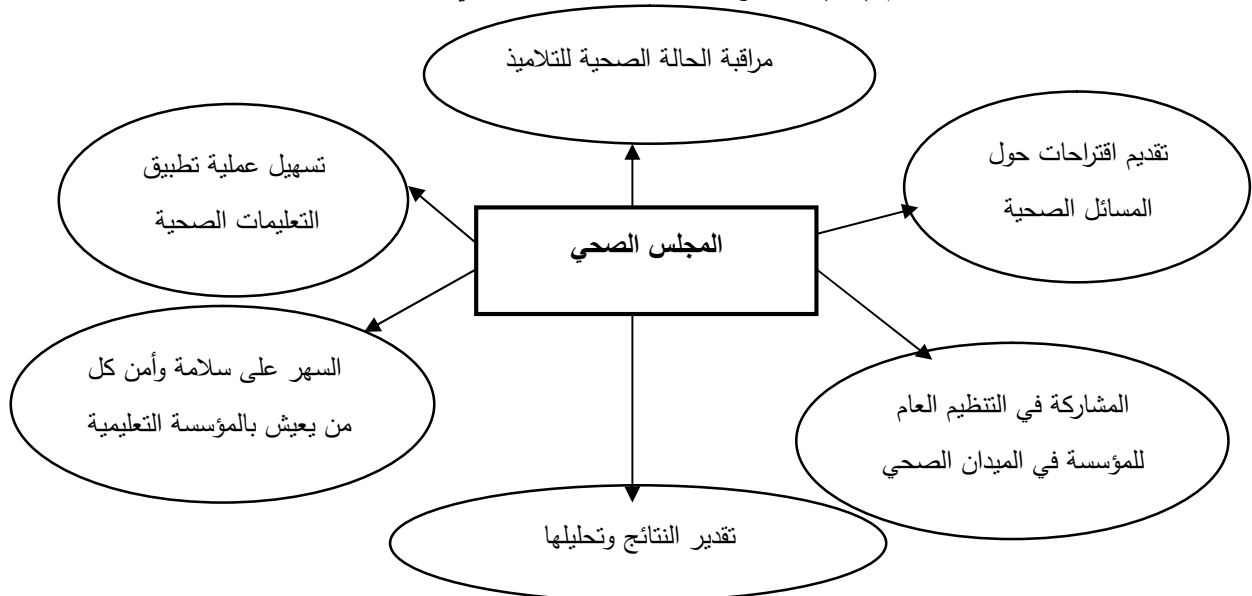 مراقبة الحالة الصحية للتلاميذ
تقديم اقتراحات حول
المسائل الصحية
تسهيل عملية تطبيق
التعليمات الصحية
المجلس الصحي
السهر على سلامة وأمن كل
من يعيش بالمؤسسة التعليمية
المشاركة في التنظيم العام
للمؤسسة في الميدان الصحي
تقدير النتائج وتحليلها